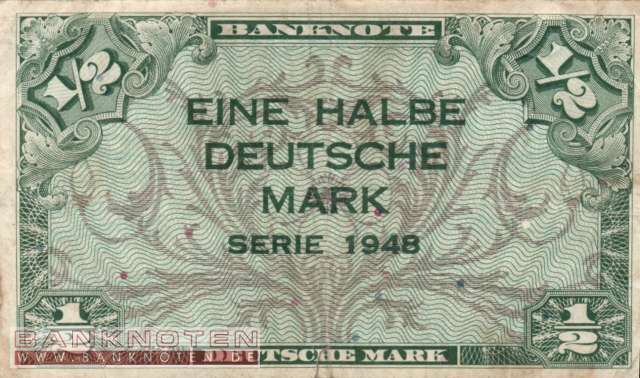 BANKNOTE
1/2
1/2
EINE HALBE
DEUTSCHE
MARK
SERIE 1948
1/2
1/2
BANKNOTEN
WWW.BANKNOTEN.DE
DEUTSCHE MARK